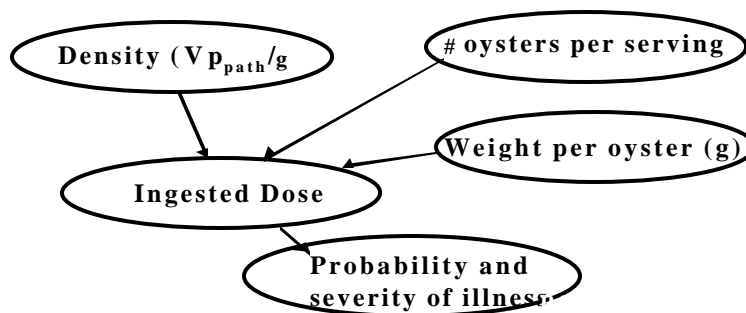 Density (Vp_path/g
# oysters per serving
Weight per oyster (g)
Ingested Dose
Probability and
severity of illness